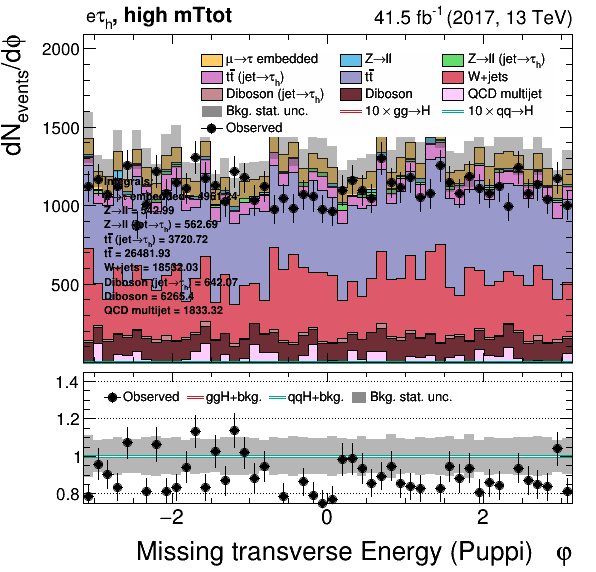 eτh, high mTtot
41.5 fb⁻¹ (2017, 13 TeV)
dNevents/dφ
2000
1500
1000
500
μ→τ embedded
Z→ll
Z→ll (jet→τh)
tt̄ (jet→τh)
tt̄
W+jets
Diboson (jet→τh)
Diboson
QCD multijet
Bkg. stat. unc.
10 × gg→H
10 × qq→H
Observed
Integrals:
Z→ll = 542.99
Z→ll (jet→τh) = 562.69
tt̄ (jet→τh) = 3720.72
tt̄ = 26481.93
W+jets = 18532.03
Diboson (jet→τh) = 642.07
Diboson = 6265.4
QCD multijet = 1833.32
1.4
1.2
1
0.8
Observed
ggH+bkg.
qqH+bkg.
Bkg. stat. unc.
−2
0
2
Missing transverse Energy (Puppi) φ